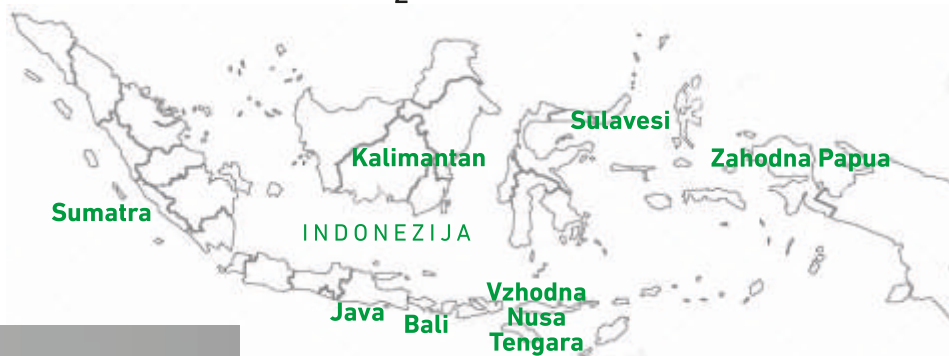 Sulavesi
Kalimantan
Zahodna Papua
Sumatra
INDONEZIJA
Vzhodna
Nusa
Tengara
Java
Bali